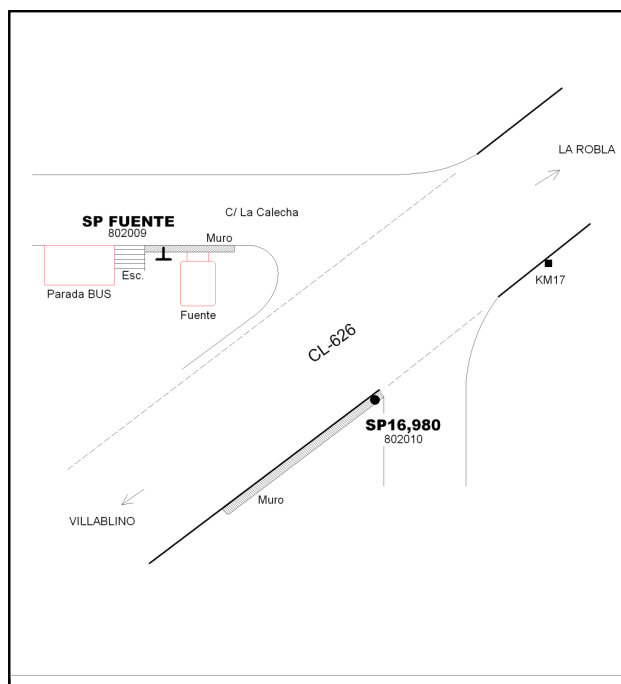 LA ROBLA
C/ La Calecha
SP FUENTE
802009
Muro
Esc.
Parada BUS
Fuente
KM17
CL-626
SP16,980
802010
Muro
VILLABLINO